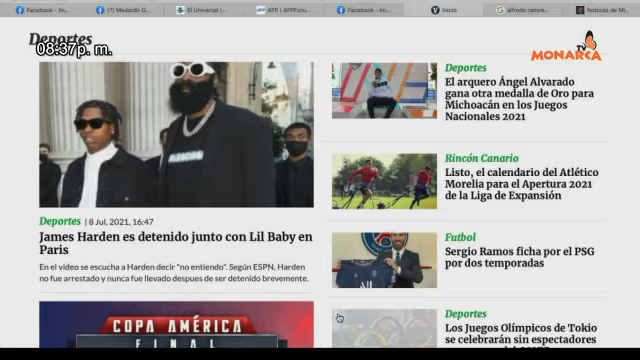 Facebook - In...
(7) Medardo G...
El Universal |...
AFP | AFPForu...
Facebook - In...
Inicio
alfredo ramire...
Noticias de Mi...
Deportes
08:37p. m.
TV
MONARCA
Deportes | 8 Jul, 2021, 16:47
James Harden es detenido junto con Lil Baby en
Paris
En el video se escucha a Harden decir "no entiendo". Según ESPN, Harden
no fue arrestado y nunca fue llevado despues de ser detenido brevemente.
COPA AMÉRICA
FINAL
Deportes
El arquero Ángel Alvarado
gana otra medalla de Oro para
Michoacán en los Juegos
Nacionales 2021
Rincón Canario
Listo, el calendario del Atlético
Morelia para el Apertura 2021
de la Liga de Expansión
Futbol
Sergio Ramos ficha por el PSG
por dos temporadas
Deportes
Los Juegos Olímpicos de Tokio
se celebrarán sin espectadores